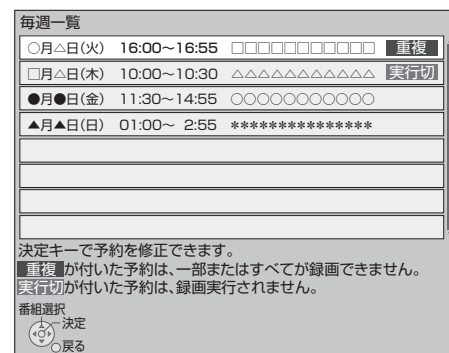 毎週一覧
○月△日(火) 16:00～16:55 □□□□□□□□□□□ 重複
□月△日(木) 10:00～10:30 △△△△△△△△△△△ 実行切
●月●日(金) 11:30～14:55 ○○○○○○○○○○○
▲月▲日(日) 01:00～ 2:55 ***************
決定キーで予約を修正できます。
重複 が付いた予約は、一部またはすべてが録画できません。
実行切が付いた予約は、録画実行されません。
番組選択
決定
戻る